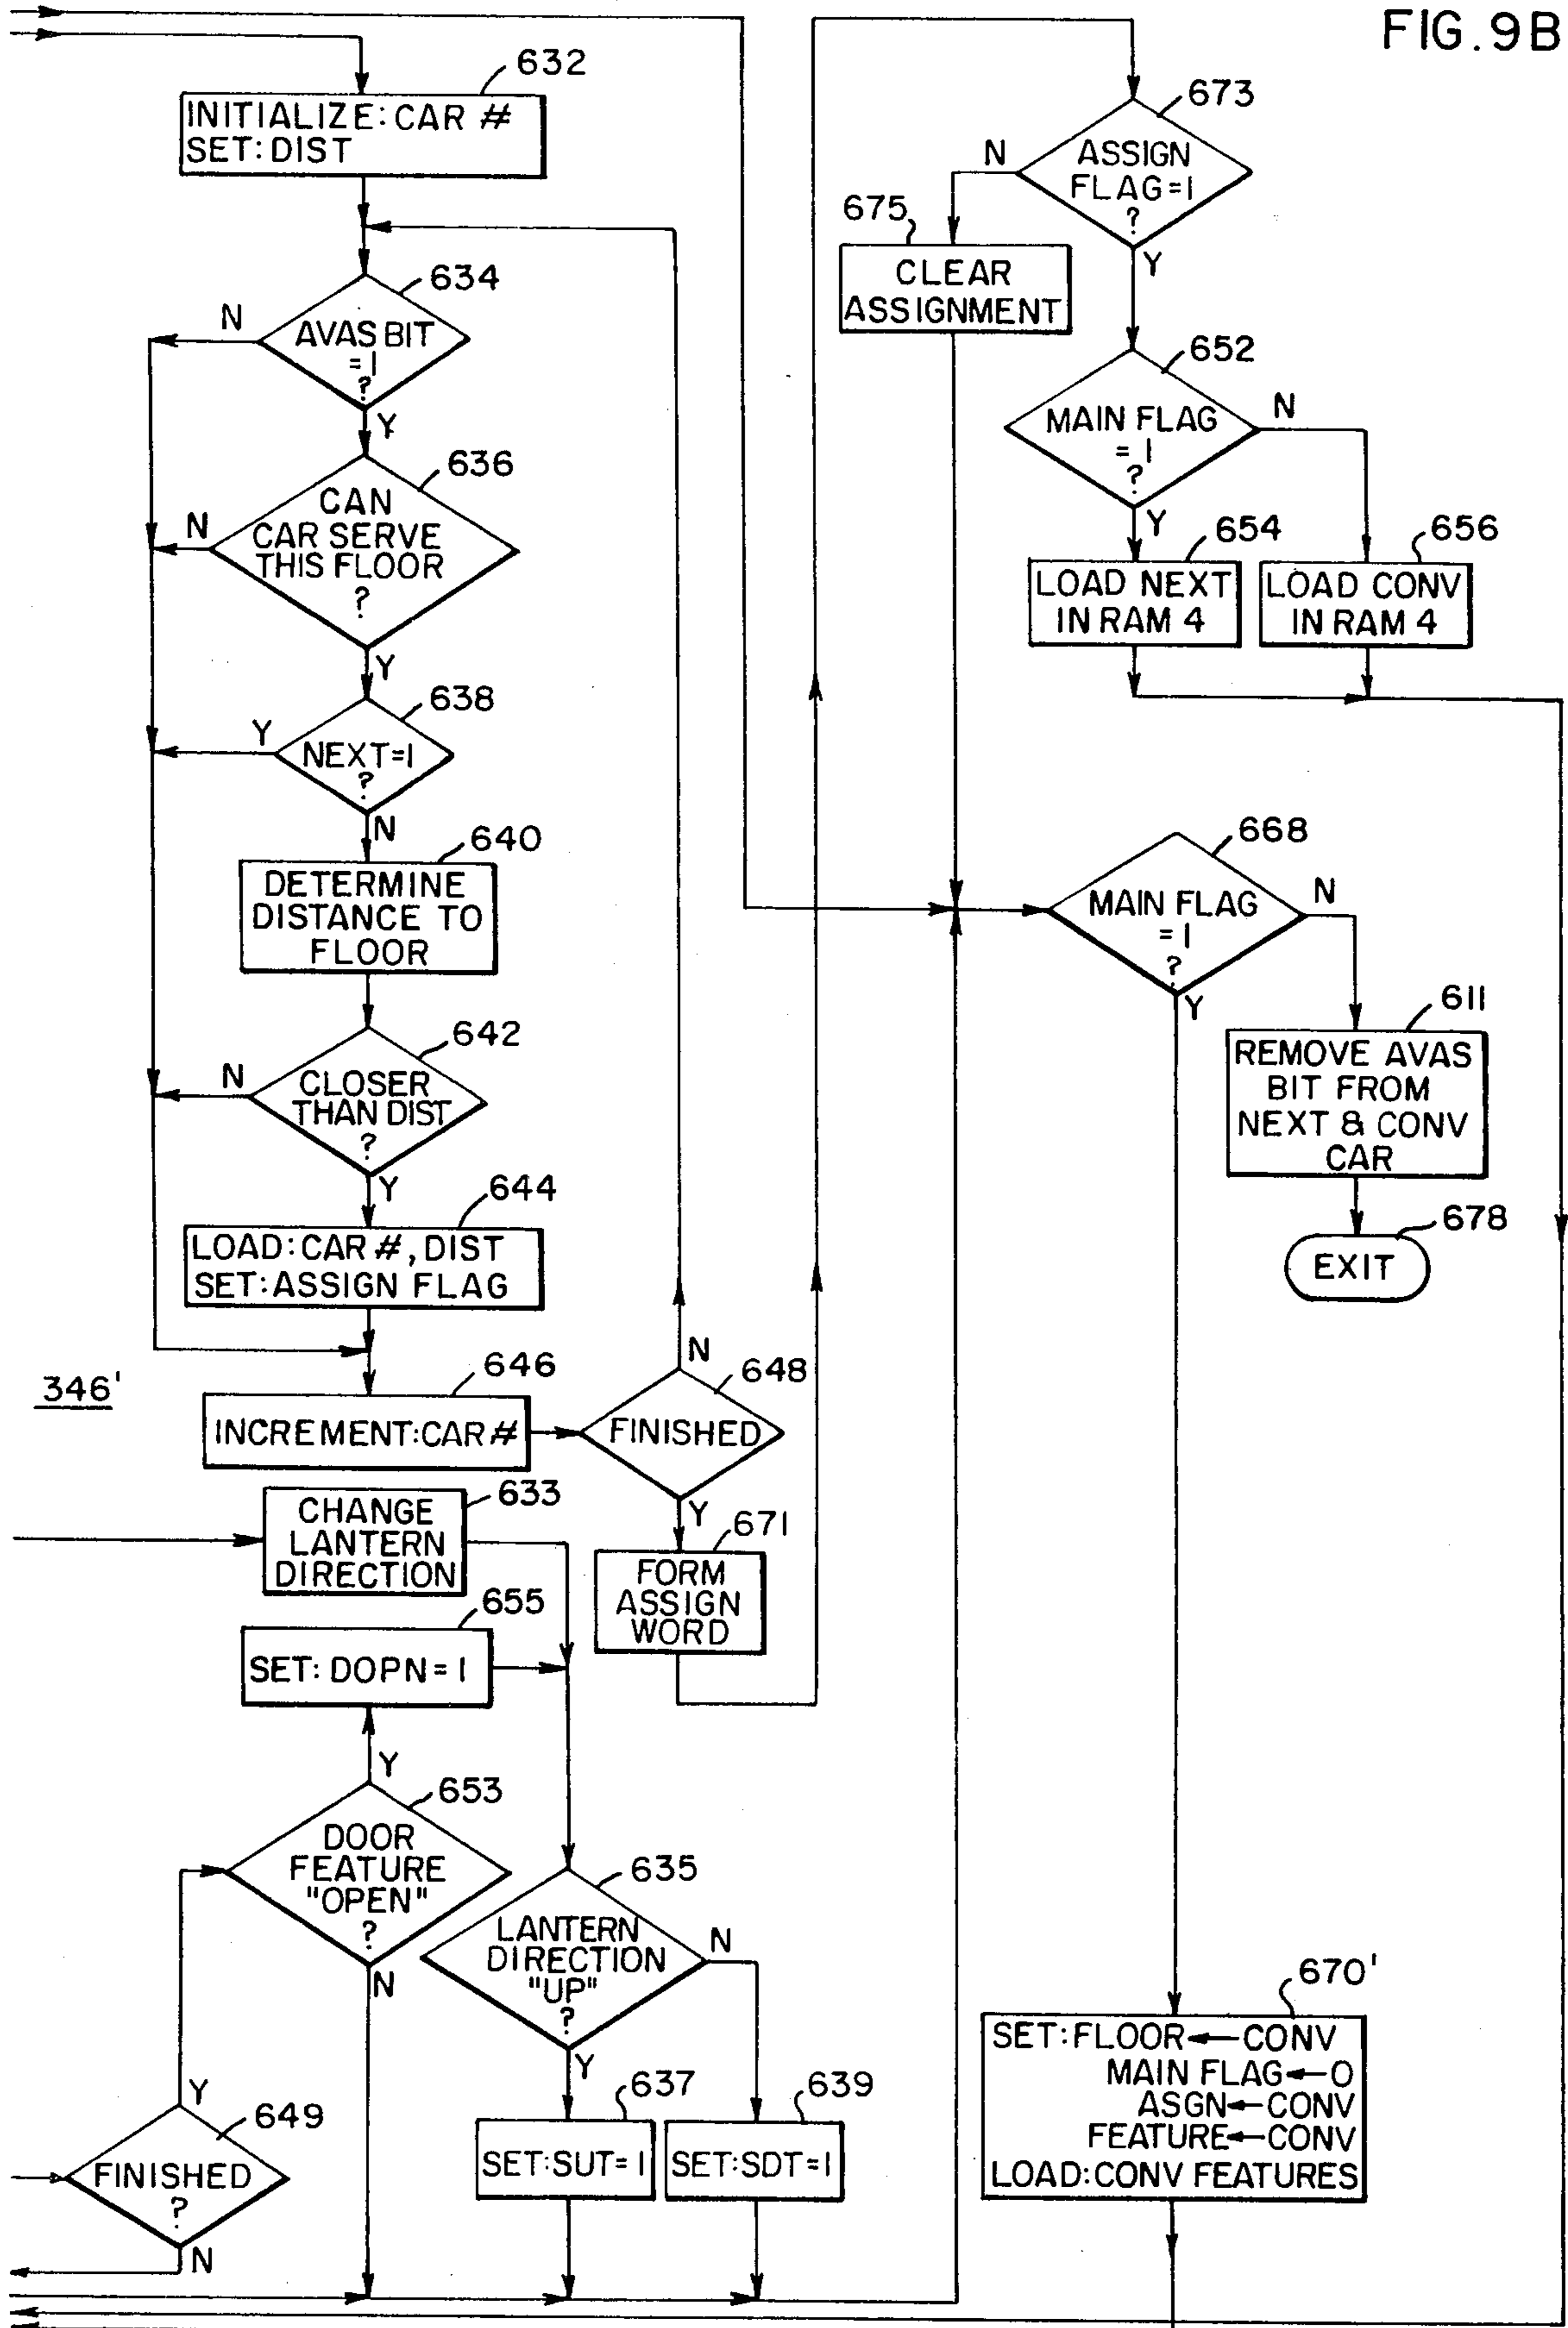 FIG.9B
632
INITIALIZE:CAR #
SET:DIST
634
N
AVAS BIT
=1
?
Y
636
CAN
CAR SERVE
THIS FLOOR
?
N
Y
638
Y
NEXT=1
?
N
640
DETERMINE
DISTANCE TO
FLOOR
642
N
CLOSER
THAN DIST
?
Y
644
LOAD:CAR #,DIST
SET:ASSIGN FLAG
346'
646
INCREMENT:CAR#
N
648
FINISHED
Y
671
FORM
ASSIGN
WORD
633
CHANGE
LANTERN
DIRECTION
655
SET: DOPN=1
Y
653
DOOR
FEATURE
"OPEN"
?
N
635
LANTERN
DIRECTION
"UP"
?
N
Y
637
SET:SUT=1
639
SET:SDT=1
Y
649
FINISHED
?
N
673
N
ASSIGN
FLAG=1
?
Y
675
CLEAR
ASSIGNMENT
652
MAIN FLAG
=1
?
N
Y
654
LOAD NEXT
IN RAM 4
656
LOAD CONV
IN RAM 4
668
MAIN FLAG
=1
?
N
Y
611
REMOVE AVAS
BIT FROM
NEXT & CONV
CAR
678
EXIT
670'
SET:FLOOR←CONV
MAIN FLAG←0
ASGN←CONV
FEATURE←CONV
LOAD:CONV FEATURES